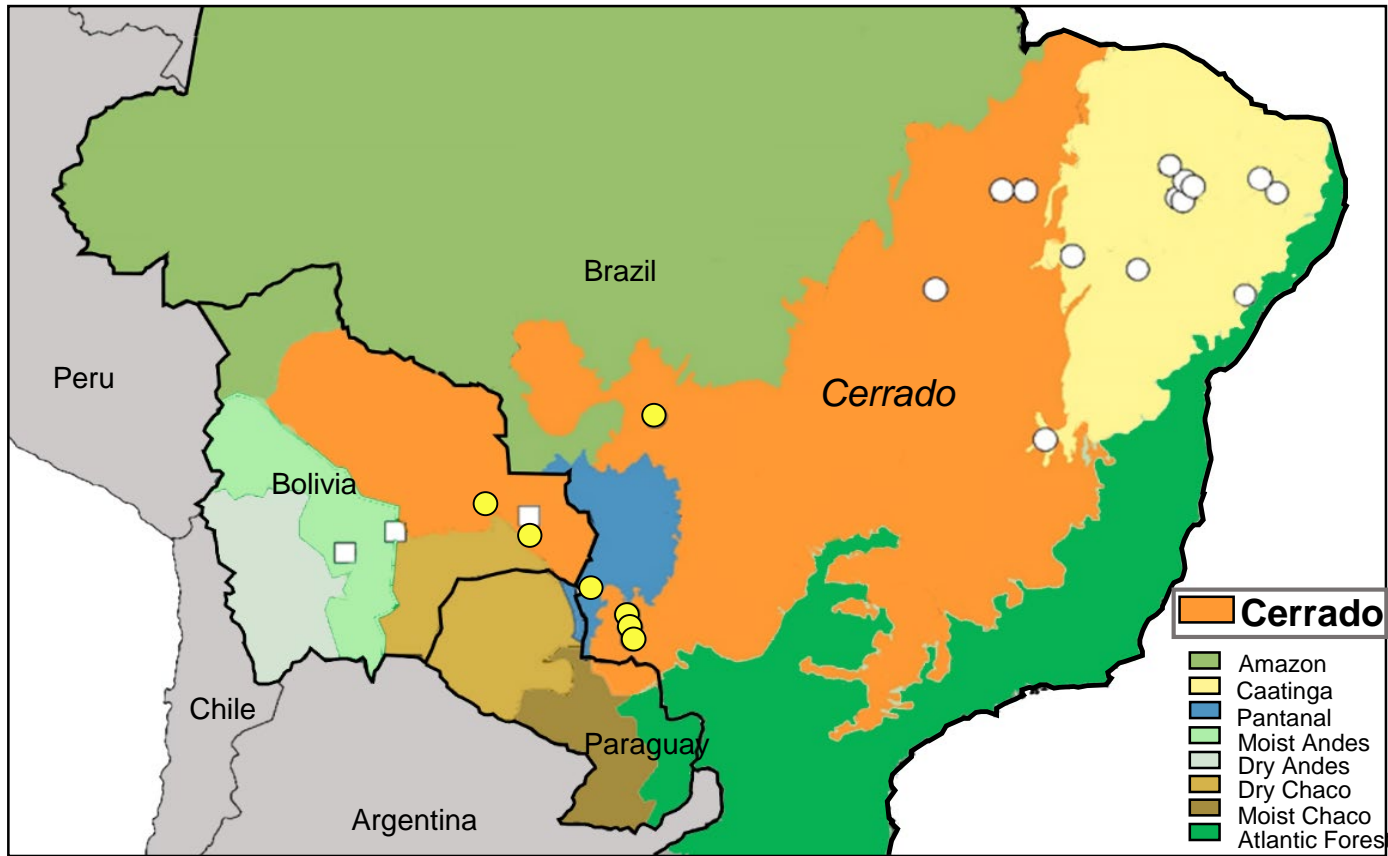 Brazil
Peru
Cerrado
Bolivia
Cerrado
Amazon
Caatinga
Pantanal
Moist Andes
Dry Andes
Dry Chaco
Moist Chaco
Atlantic Fores
Chile
Paraguay
Argentina